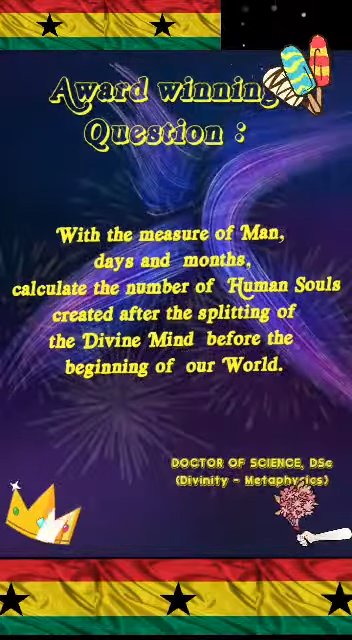 Award winning
Question :
With the measure of Man,
days and months,
calculate the number of Human Souls
created after the splitting of
the Divine Mind before the
beginning of our World.
DOCTOR OF SCIENCE, DSc
(Divinity - Metaphysics)